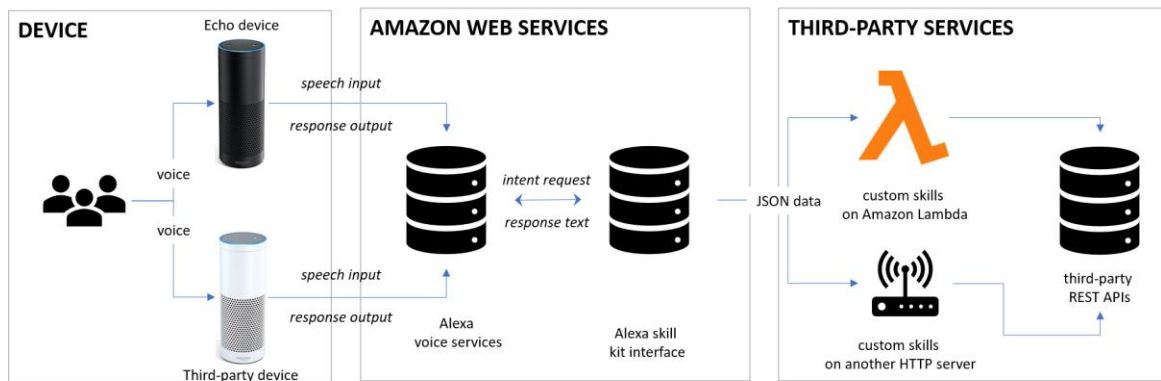 DEVICE
Echo device
voice
voice
Third-party device
speech input
response output
speech input
response output
AMAZON WEB SERVICES
Alexa
voice services
intent request
response text
Alexa skill
kit interface
JSON data
THIRD-PARTY SERVICES
custom skills
on Amazon Lambda
custom skills
on another HTTP server
third-party
REST APIs